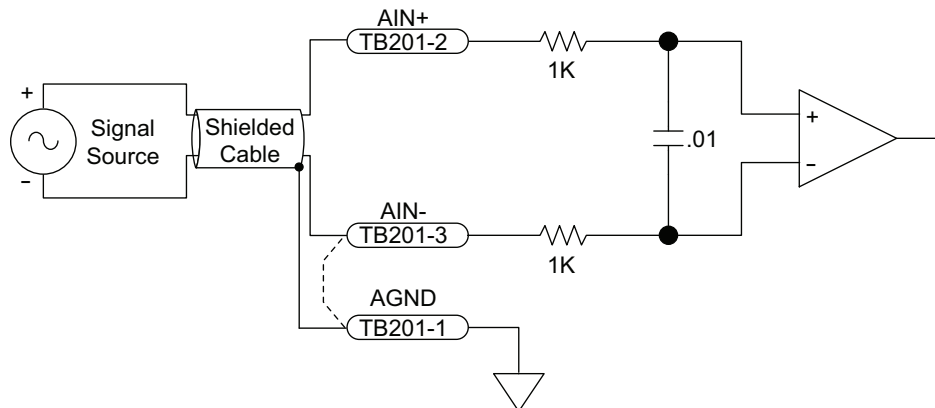 AIN+
TB201-2
1K
+
Signal
Source
−
Shielded
Cable
.01
+
−
AIN-
TB201-3
1K
AGND
TB201-1